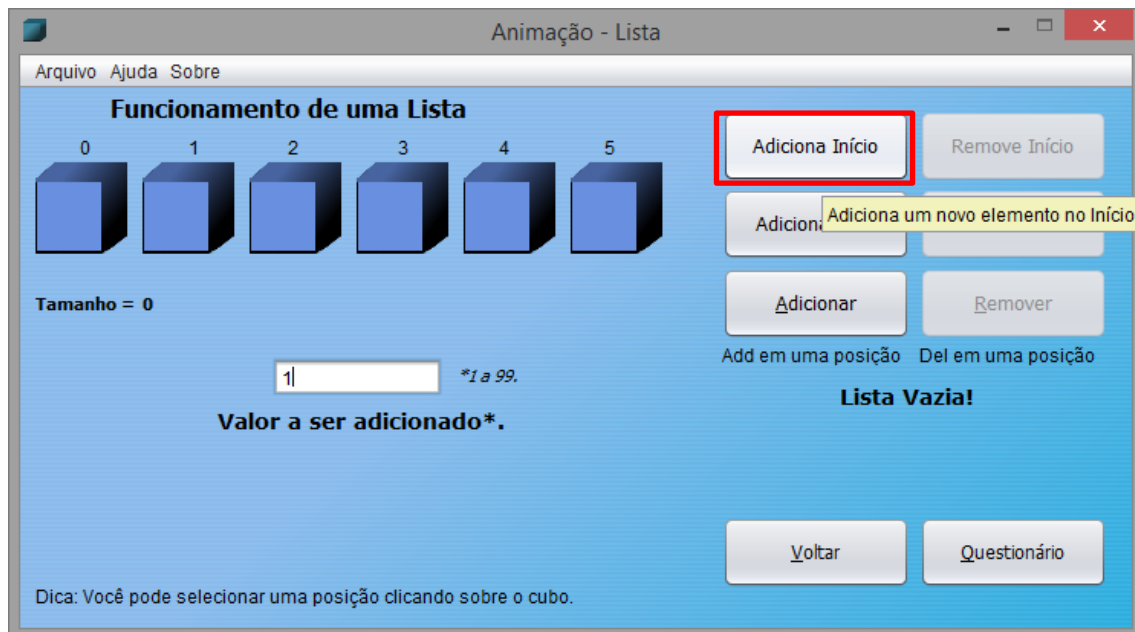 Animação - Lista
Arquivo Ajuda Sobre
Funcionamento de uma Lista
0 1 2 3 4 5
Tamanho = 0
1 *1 a 99.
Valor a ser adicionado*.
Dica: Você pode selecionar uma posição clicando sobre o cubo.
Adiciona Início Remove Início
Adiciona um novo elemento no Início
Adicionar Remover
Add em uma posição Del em uma posição
Lista Vazia!
Voltar Questionário